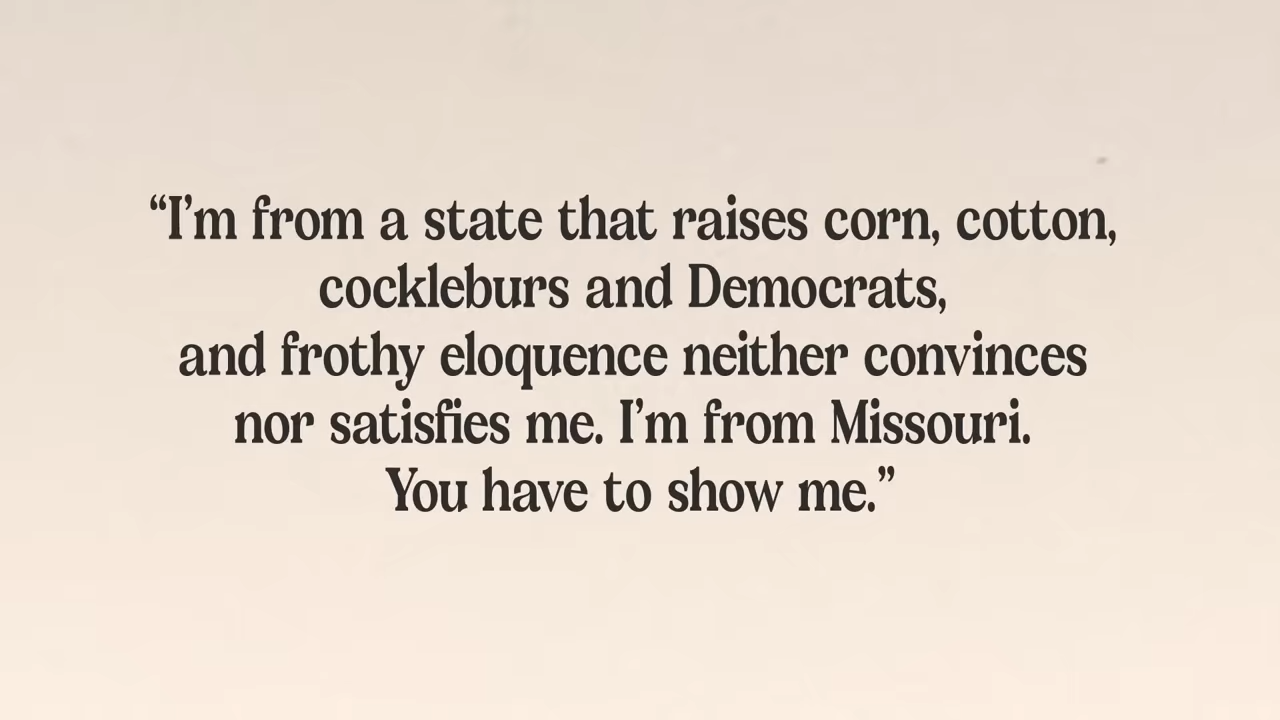 “I’m from a state that raises corn, cotton,
cockleburs and Democrats,
and frothy eloquence neither convinces
nor satisfies me. I’m from Missouri.
You have to show me.”